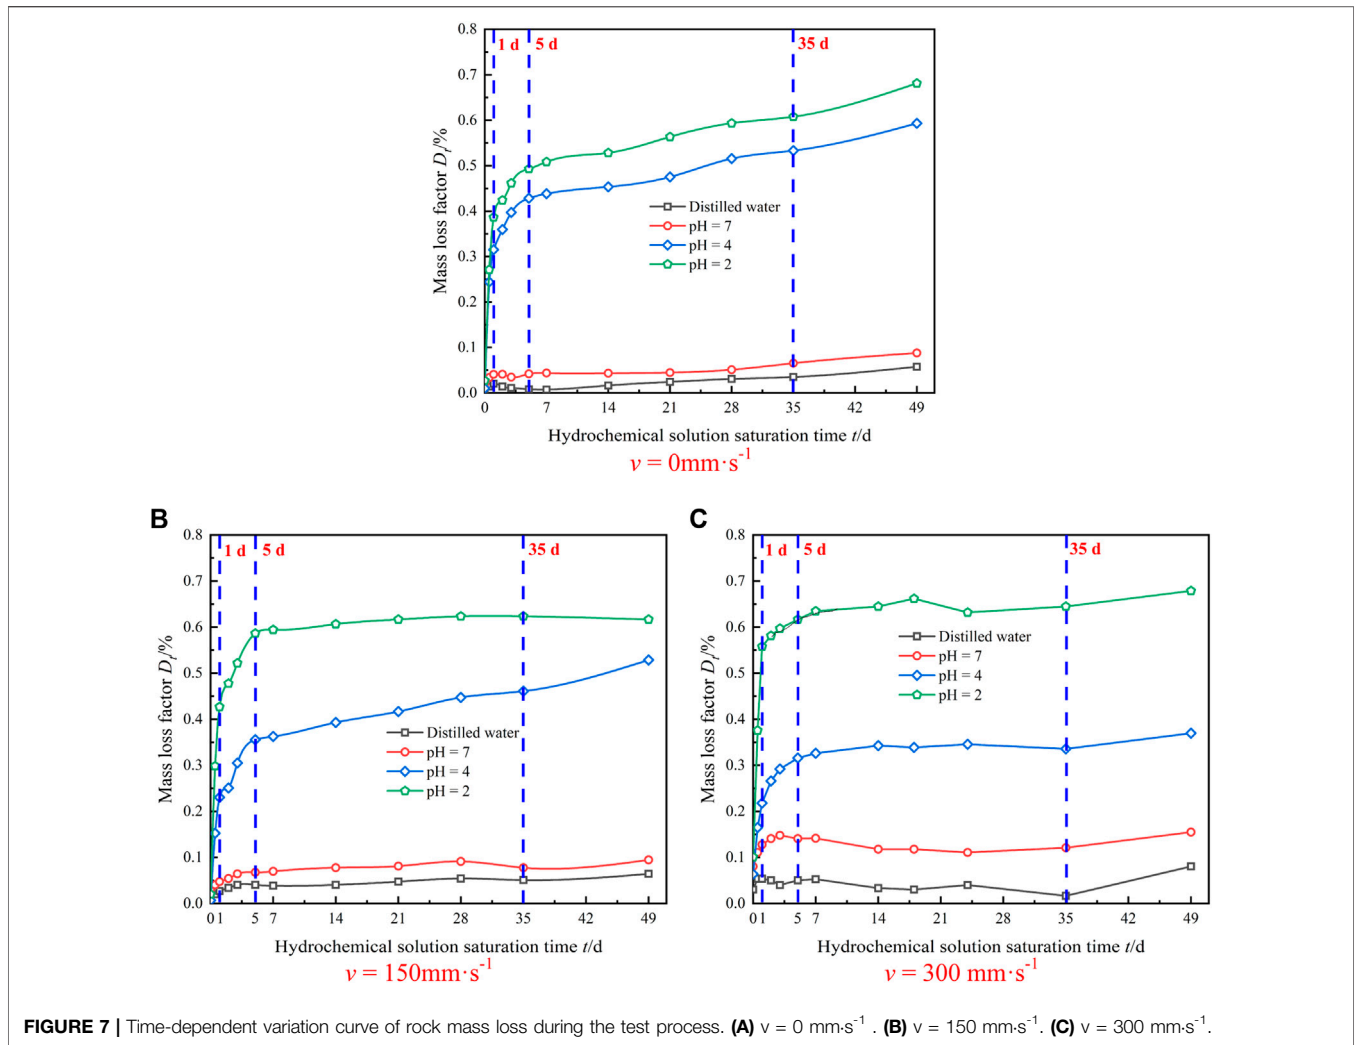 0.8
0.7
0.6
0.5
0.4
0.3
0.2
0.1
0.0
Mass loss factor Dt/%
1 d
5 d
35 d
Distilled water
pH = 7
pH = 4
pH = 2
0 7 14 21 28 35 42 49
Hydrochemical solution saturation time t/d
v = 0mm·s-1
B
0.8
0.7
0.6
0.5
0.4
0.3
0.2
0.1
0.0
Mass loss factor Dt/%
1 d
5 d
35 d
Distilled water
pH = 7
pH = 4
pH = 2
0 1 5 7 14 21 28 35 42 49
Hydrochemical solution saturation time t/d
v = 150mm·s-1
C
0.8
0.7
0.6
0.5
0.4
0.3
0.2
0.1
0.0
Mass loss factor Dt/%
1 d
5 d
35 d
Distilled water
pH = 7
pH = 4
pH = 2
0 1 5 7 14 21 28 35 42 49
Hydrochemical solution saturation time t/d
v = 300 mm·s-1
FIGURE 7 | Time-dependent variation curve of rock mass loss during the test process. (A) v = 0 mm·s-1 . (B) v = 150 mm·s-1. (C) v = 300 mm·s-1.